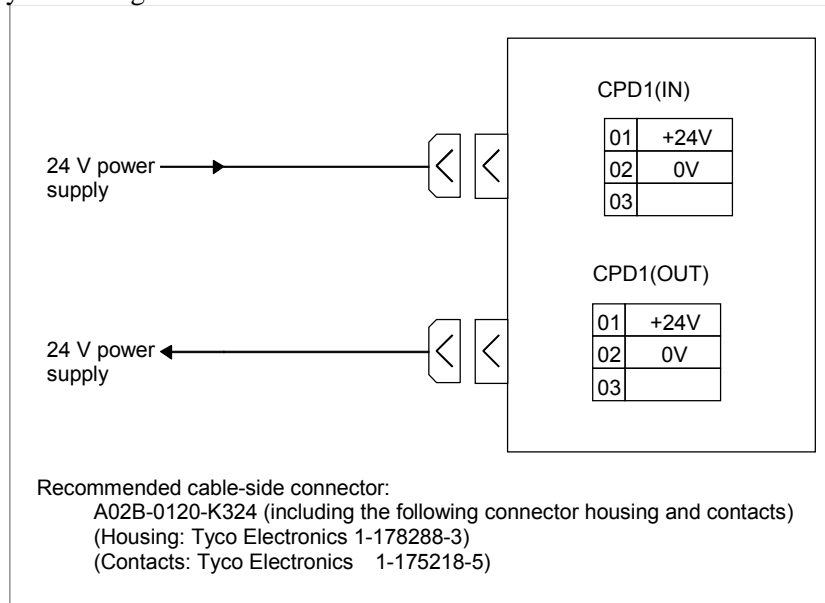 CPD1(IN)
01 +24V
02 0V
03
24 V power
supply
CPD1(OUT)
01 +24V
02 0V
03
24 V power
supply
Recommended cable-side connector:
A02B-0120-K324 (including the following connector housing and contacts)
(Housing: Tyco Electronics 1-178288-3)
(Contacts: Tyco Electronics 1-175218-5)